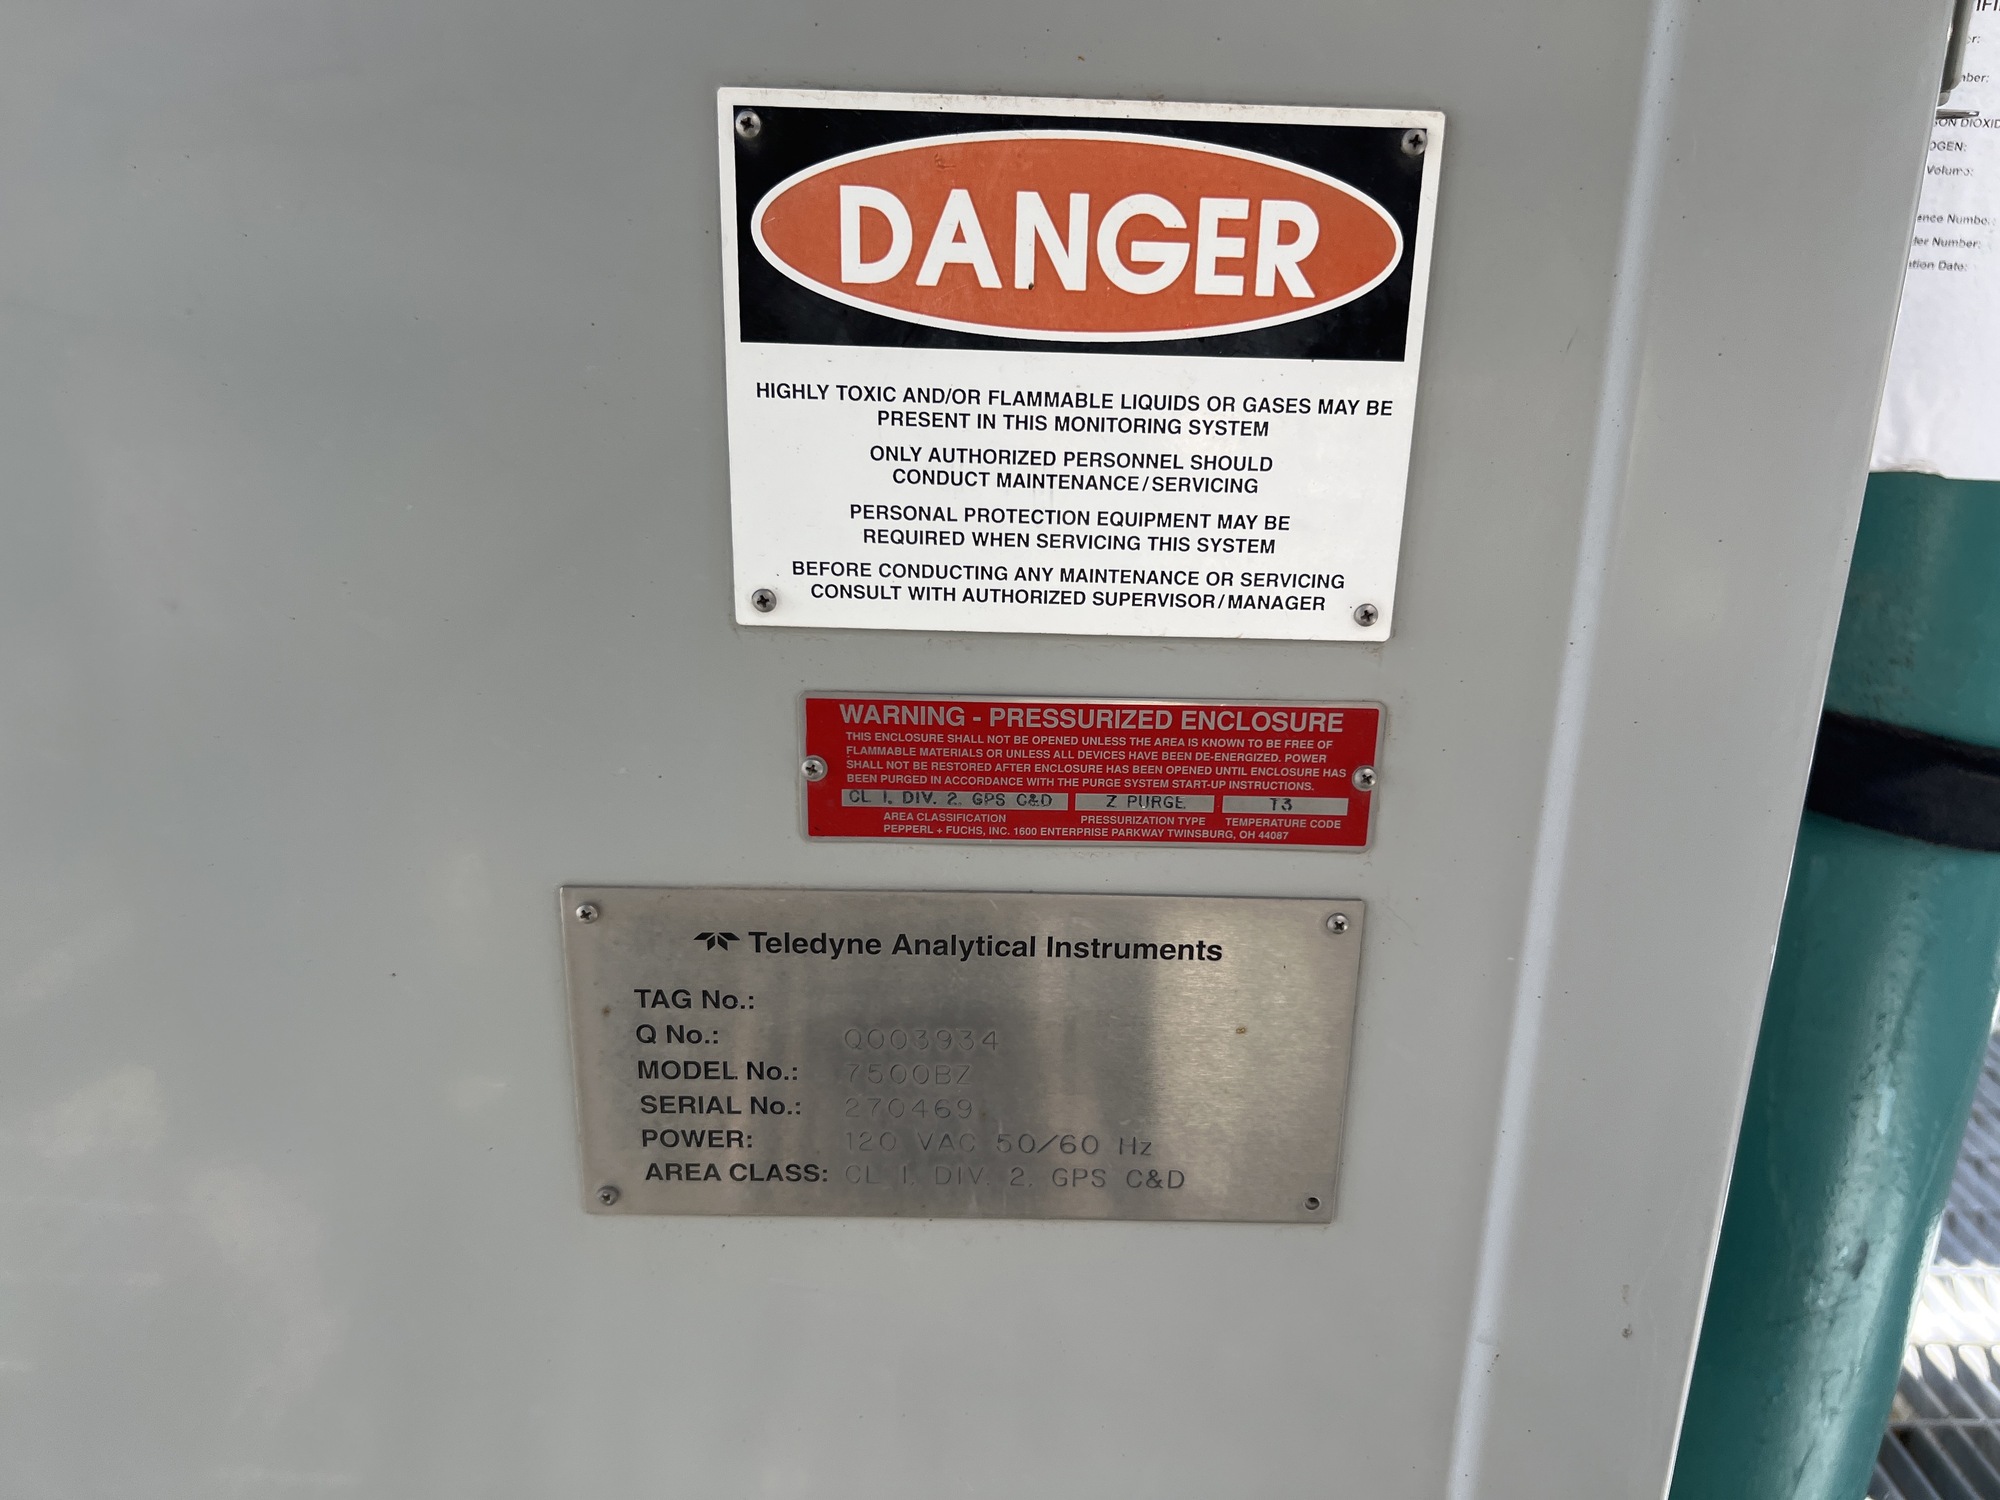 DANGER
HIGHLY TOXIC AND/OR FLAMMABLE LIQUIDS OR GASES MAY BE
PRESENT IN THIS MONITORING SYSTEM
ONLY AUTHORIZED PERSONNEL SHOULD
CONDUCT MAINTENANCE/SERVICING
PERSONAL PROTECTION EQUIPMENT MAY BE
REQUIRED WHEN SERVICING THIS SYSTEM
BEFORE CONDUCTING ANY MAINTENANCE OR SERVICING
CONSULT WITH AUTHORIZED SUPERVISOR/MANAGER
WARNING - PRESSURIZED ENCLOSURE
THIS ENCLOSURE SHALL NOT BE OPENED UNLESS THE AREA IS KNOWN TO BE FREE OF
FLAMMABLE MATERIALS OR UNLESS ALL DEVICES HAVE BEEN DE-ENERGIZED. POWER
SHALL NOT BE RESTORED AFTER ENCLOSURE HAS BEEN OPENED UNTIL ENCLOSURE HAS
BEEN PURGED IN ACCORDANCE WITH THE PURGE SYSTEM START-UP INSTRUCTIONS.
CL I, DIV. 2, GPS C&D Z PURGE T3
AREA CLASSIFICATION PRESSURIZATION TYPE TEMPERATURE CODE
PEPPERL + FUCHS, INC. 1600 ENTERPRISE PARKWAY TWINSBURG, OH 44087
Teledyne Analytical Instruments
TAG No.:
Q No.: Q003934
MODEL No.: 7500BZ
SERIAL No.: 270469
POWER: 120 VAC 50/60 Hz
AREA CLASS: CL I, DIV. 2, GPS C&D
Volume:
Number:
Date: